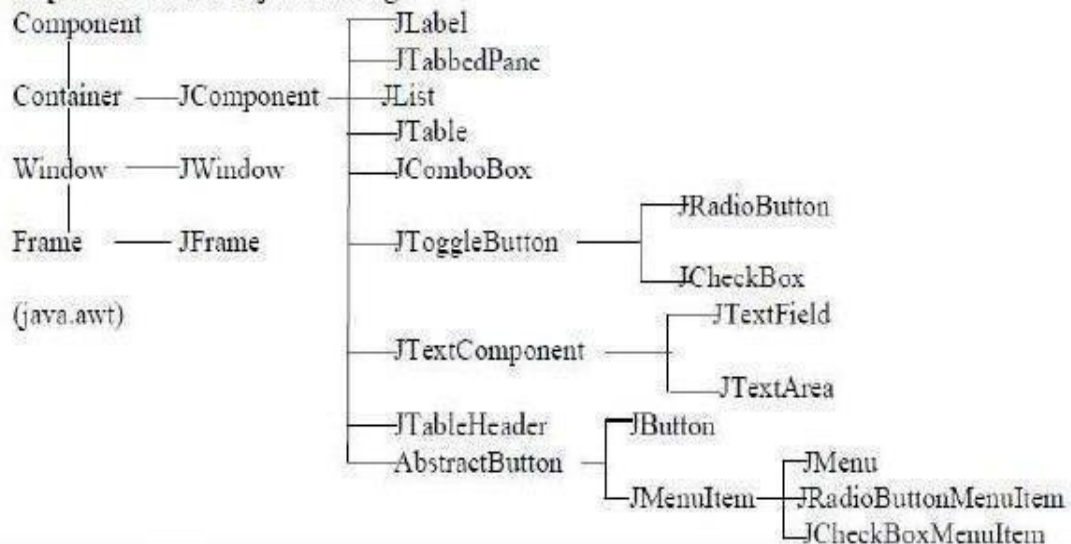 Component JLabel
JTabbedPane
Container JComponent JList
JTable
Window JWindow JComboBox
JRadioButton
Frame JFrame JToggleButton
JCheckBox
(java.awt) JTextField
JTextComponent
JTextArea
JTableHeader JButton
AbstractButton JMenu
JMenuItem JRadioButtonMenuItem
JCheckBoxMenuItem